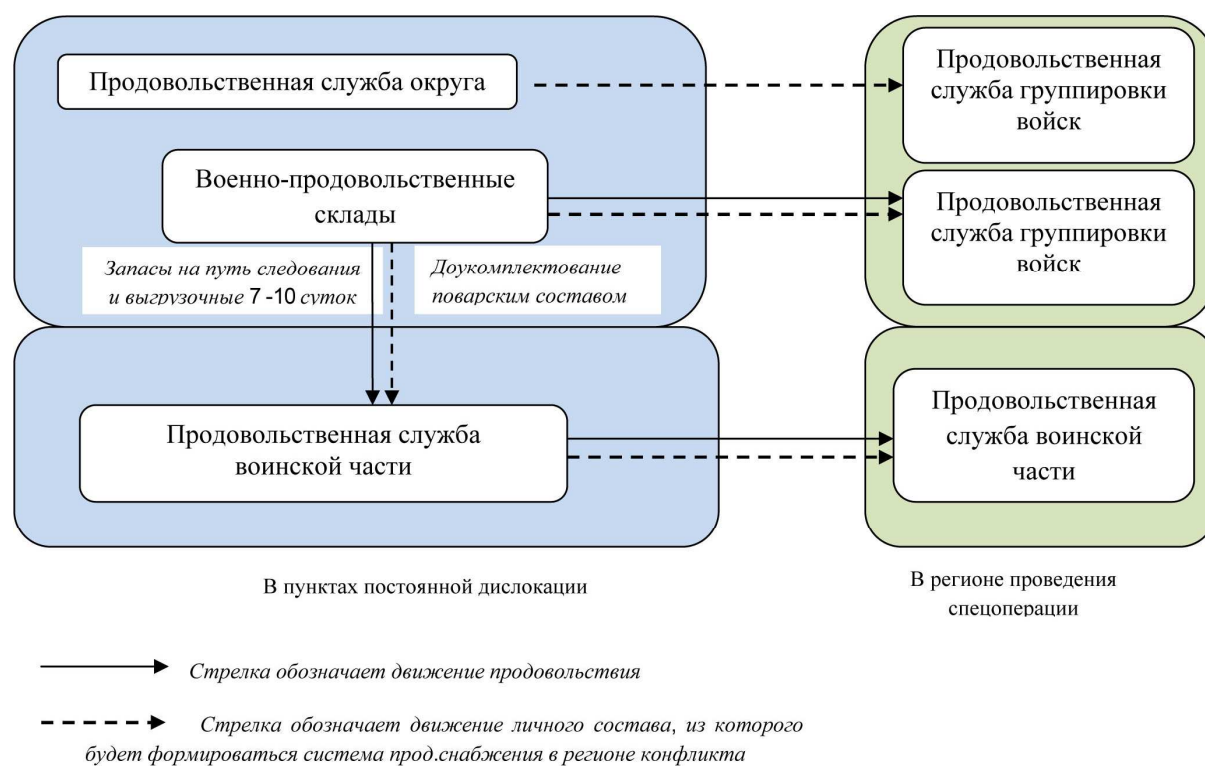 Продовольственная служба округа
Продовольственная
служба группировки
войск
Военно-продовольственные
склады
Продовольственная
служба группировки
войск
Запасы на путь следования
и выгрузочные 7 -10 суток
Доукомплектование
поварским составом
Продовольственная служба
воинской части
Продовольственная
служба воинской
части
В пунктах постоянной дислокации
В регионе проведения
спецоперации
Стрелка обозначает движение продовольствия
Стрелка обозначает движение личного состава, из которого
будет формироваться система прод.снабжения в регионе конфликта